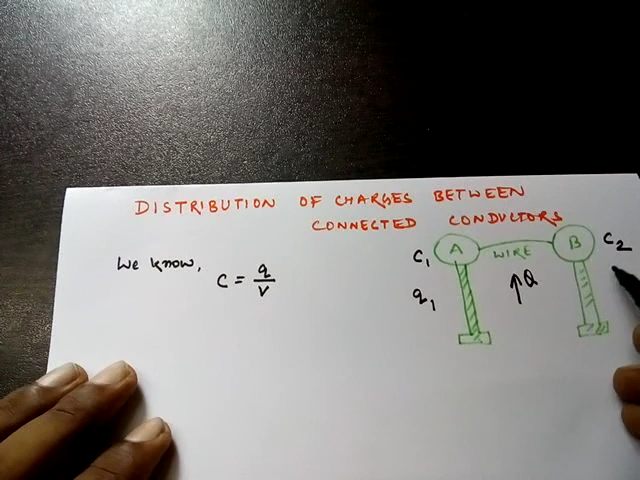 DISTRIBUTION OF CHARGES BETWEEN
CONNECTED CONDUCTORS
We know,
C = q/v
C1
A
WIRE
B
C2
q1
↑Q